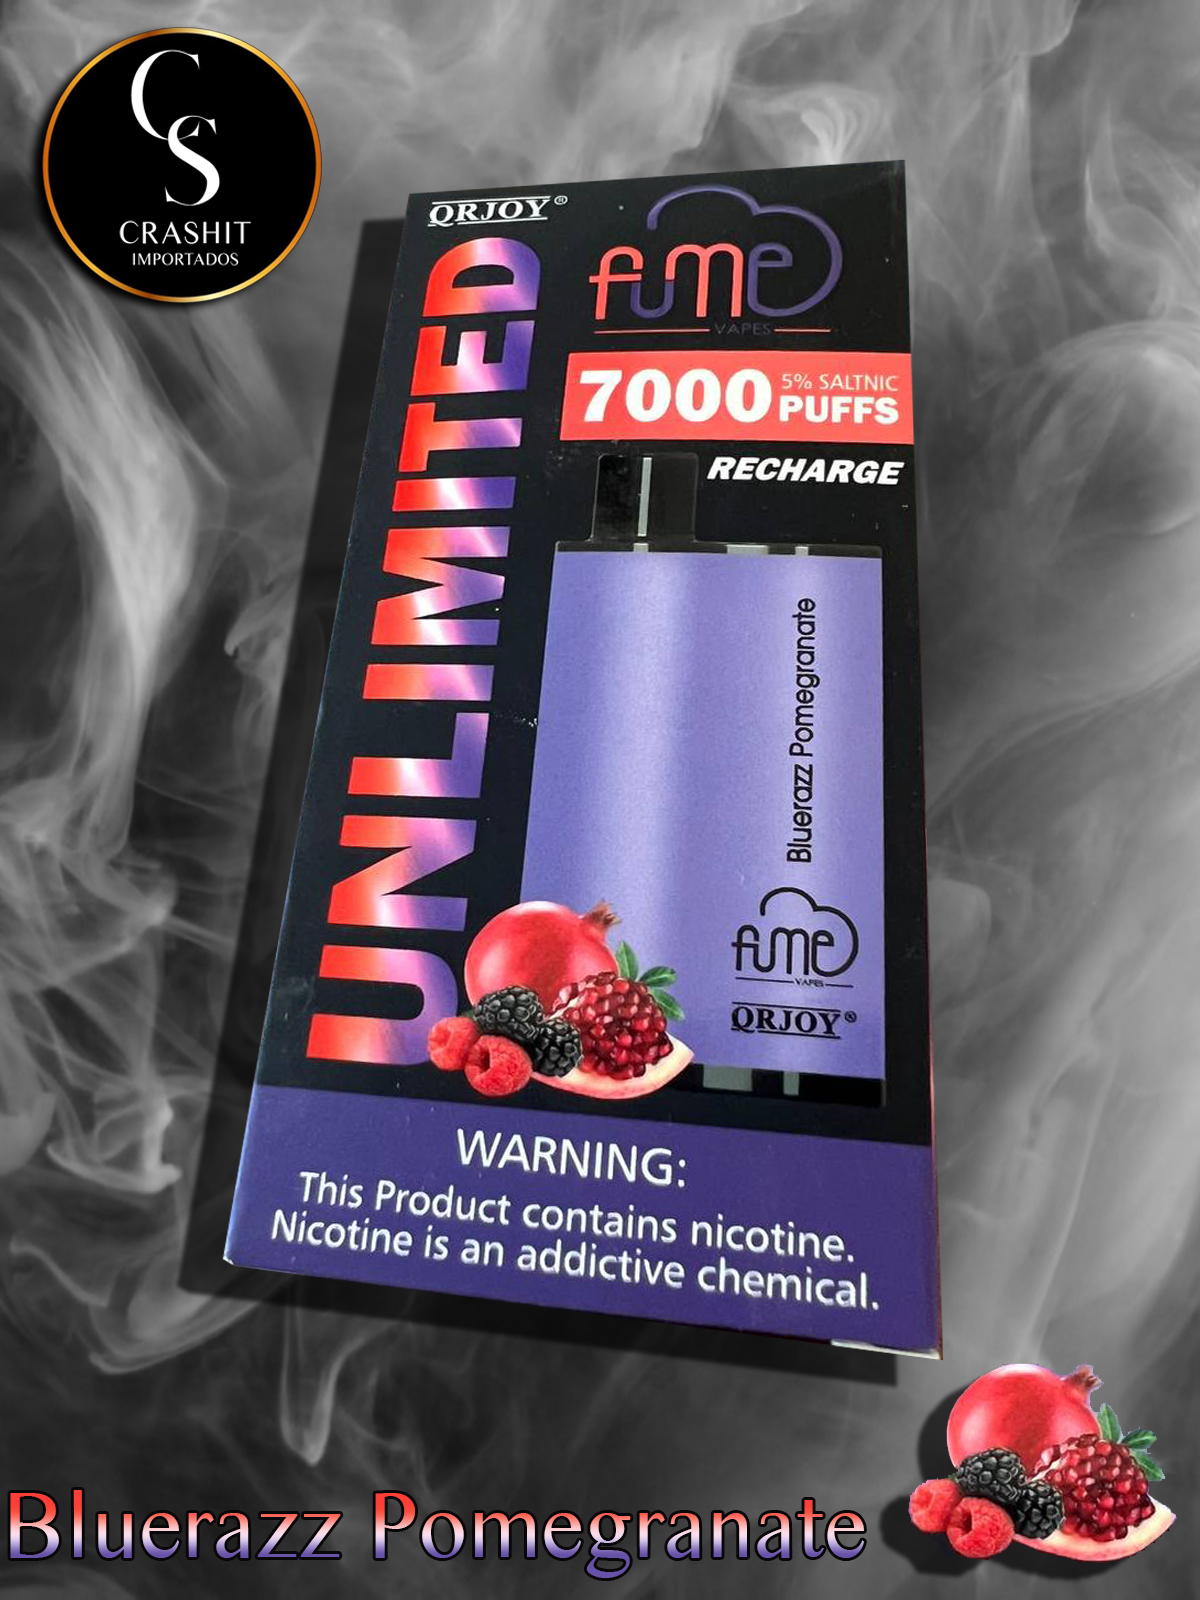 CS
CRASHIT
IMPORTADOS
QRJOY®
UNLIMITED
fume
VAPES
7000 5% SALTNIC
PUFFS
RECHARGE
Bluerazz Pomegranate
fume
VAPES
QRJOY®
WARNING:
This Product contains nicotine.
Nicotine is an addictive chemical.
Bluerazz Pomegranate